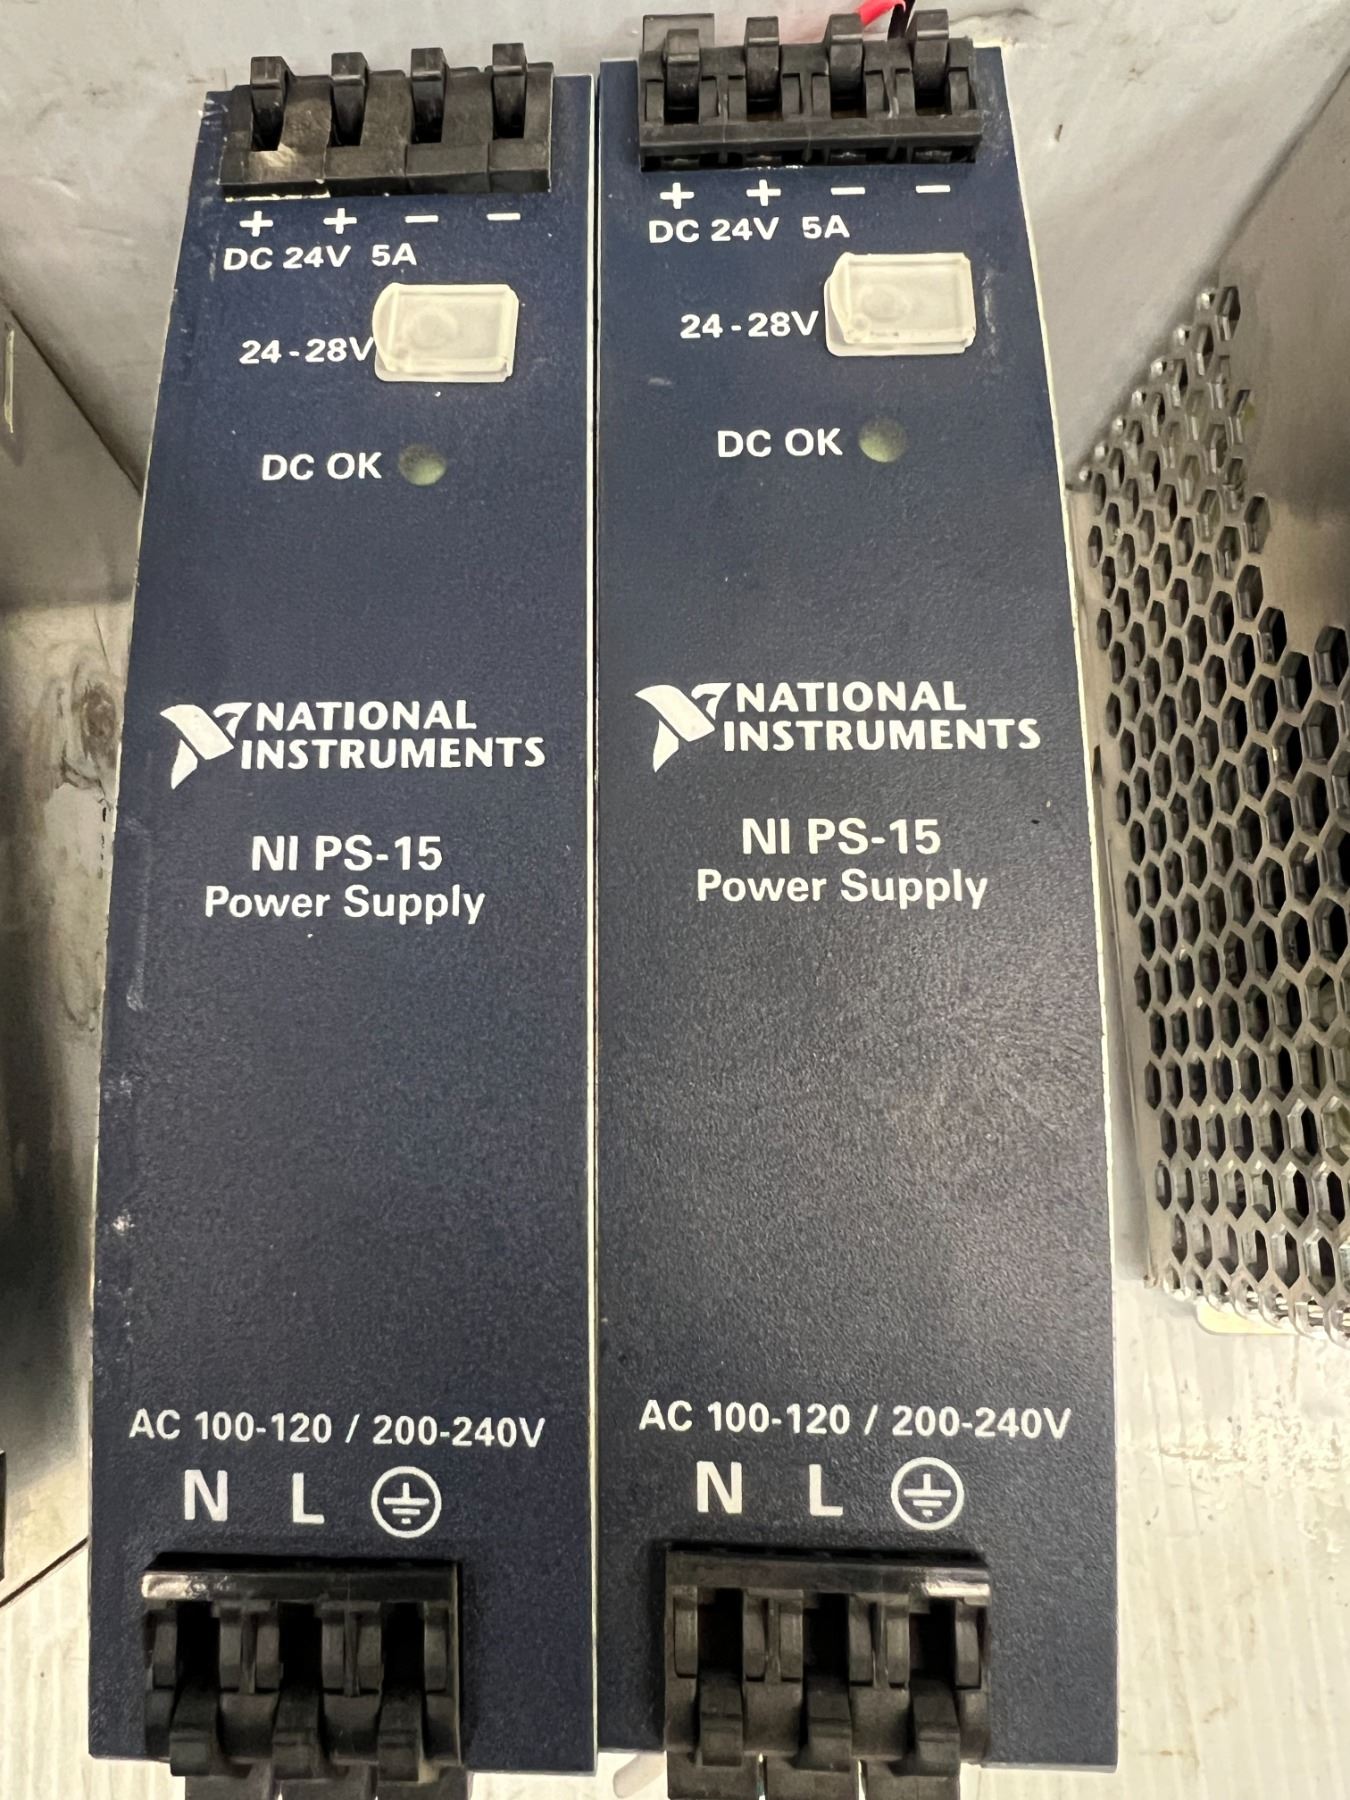 + + − −
DC 24V 5A
24-28V
DC OK
NATIONAL
INSTRUMENTS
NI PS-15
Power Supply
AC 100-120 / 200-240V
N L
+ + − −
DC 24V 5A
24-28V
DC OK
NATIONAL
INSTRUMENTS
NI PS-15
Power Supply
AC 100-120 / 200-240V
N L